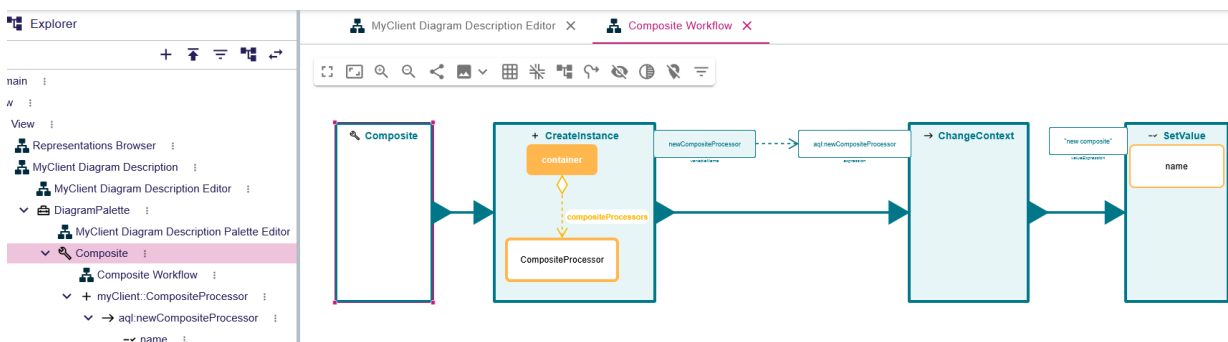 Explorer
main
w
View
Representations Browser
MyClient Diagram Description
MyClient Diagram Description Editor
DiagramPalette
MyClient Diagram Description Palette Editor
Composite
Composite Workflow
myClient::CompositeProcessor
aql:newCompositeProcessor
name
MyClient Diagram Description Editor
Composite Workflow
Composite
CreateInstance
container
compositeProcessors
CompositeProcessor
newCompositeProcessor
variableName
aql:newCompositeProcessor
expression
ChangeContext
"new composite"
valueExpression
SetValue
name